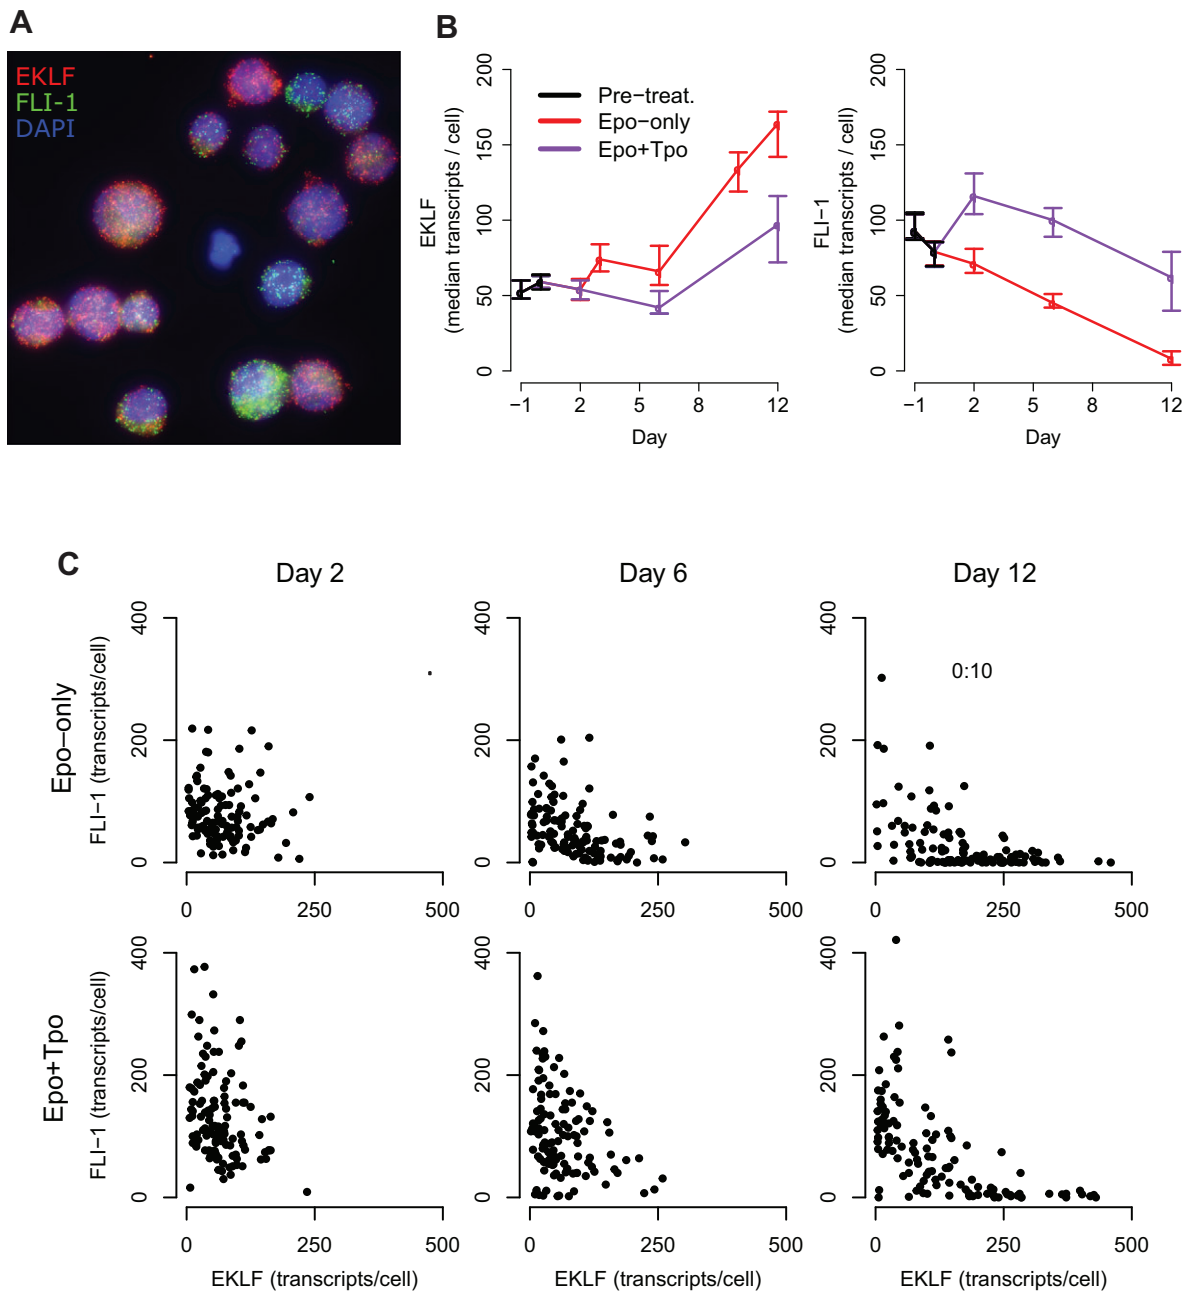 A
EKLF
FLI-1
DAPI
B
EKLF
(median transcripts / cell)
0 50 100 150 200
Pre−treat.
Epo−only
Epo+Tpo
−1 2 5 8 12
Day
FLI−1
(median transcripts / cell)
0 50 100 150 200
−1 2 5 8 12
Day
C
Day 2 Day 6 Day 12
Epo−only
FLI−1 (transcripts/cell)
0 200 400
0 250 500
0 200 400
0 250 500
0 200 400
0:10
0 250 500
Epo+Tpo
FLI−1 (transcripts/cell)
0 200 400
0 250 500
0 200 400
0 250 500
0 200 400
0 250 500
EKLF (transcripts/cell) EKLF (transcripts/cell) EKLF (transcripts/cell)